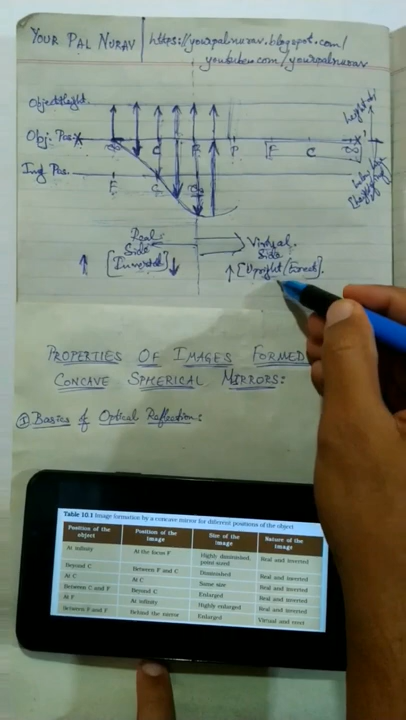 YOUR PAL NURAV | https://yourpalnurav.blogspot.com/
youtube.com/yourpalnurav
Object height.
Obj. Pos.
P F C
Img Pos.
F C
Real Side
[Inverted]
Virtual Side
[Upright/Erect].
PROPERTIES OF IMAGES FORMED
CONCAVE SPHERICAL MIRRORS:
① Basics of Optical Reflection:
Table 10.1 Image formation by a concave mirror for different positions of the object
Position of the object | Position of the image | Size of the image | Nature of the image
At infinity | At the focus F | Highly diminished, point-sized | Real and inverted
Beyond C | Between F and C | Diminished | Real and inverted
At C | At C | Same size | Real and inverted
Between C and F | Beyond C | Enlarged | Real and inverted
At F | At infinity | Highly enlarged | Real and inverted
Between P and F | Behind the mirror | Enlarged | Virtual and erect